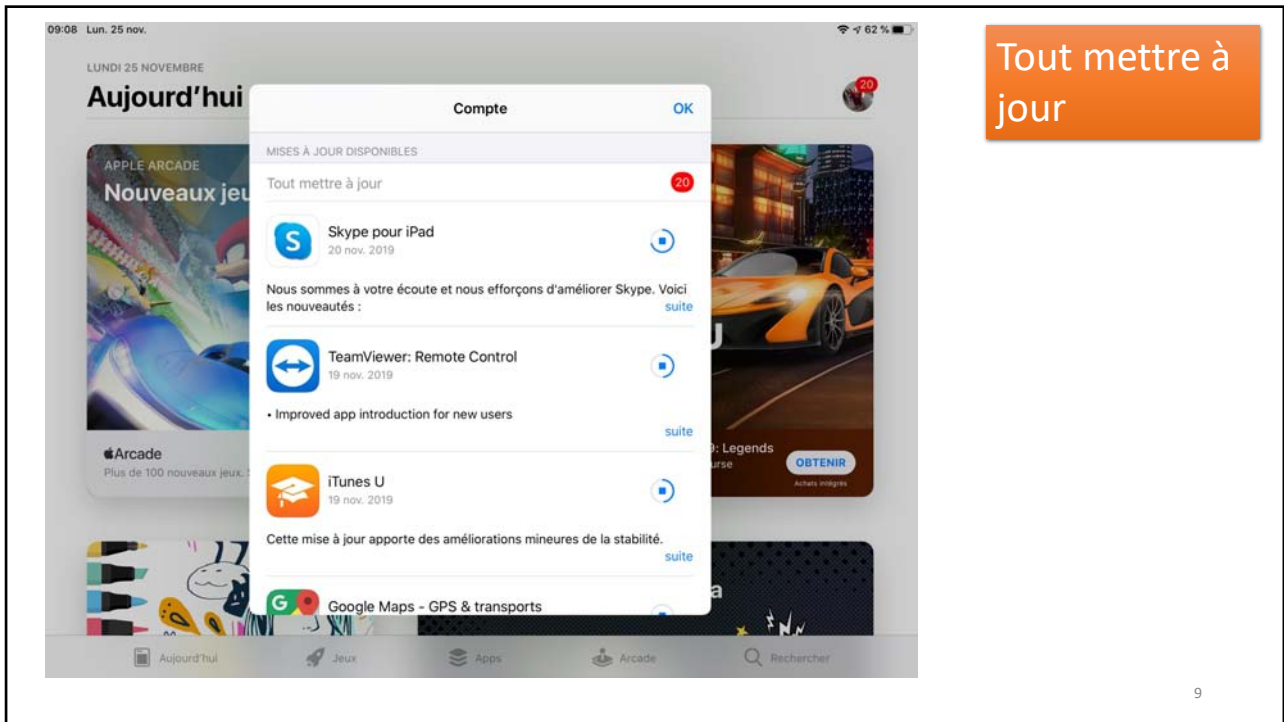 09:08 Lun. 25 nov.
62 %
LUNDI 25 NOVEMBRE
Aujourd'hui
20
Compte
OK
MISES À JOUR DISPONIBLES
Tout mettre à jour
20
Skype pour iPad
20 nov. 2019
Nous sommes à votre écoute et nous efforçons d'améliorer Skype. Voici
les nouveautés :
suite
TeamViewer: Remote Control
19 nov. 2019
• Improved app introduction for new users
suite
iTunes U
19 nov. 2019
Cette mise à jour apporte des améliorations mineures de la stabilité.
suite
Google Maps - GPS & transports
APPLE ARCADE
Nouveaux jeu
Arcade
Plus de 100 nouveaux jeux.
9: Legends
urse
OBTENIR
Achats intégrés
a
Aujourd'hui
Jeux
Apps
Arcade
Rechercher
Tout mettre à
jour
9